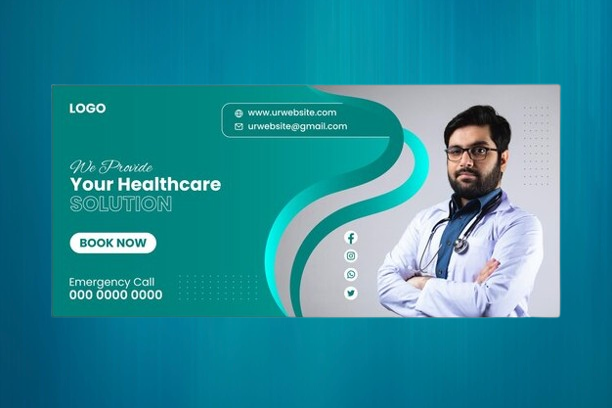 LOGO
www.urwebsite.com
urwebsite@gmail.com
We Provide
Your Healthcare
SOLUTION
BOOK NOW
Emergency Call
000 0000 0000